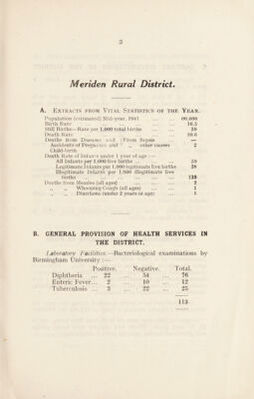 3
Meriden Rural District.
A. EXTRACTS FROM VITAL STATISTICS OF THE YEAR.
Population (estimated) Mid-year, 1941
Birth Rate ... 16.5
Still Births—Rate per 1,000 total births ...
Death Rate ... 10.6
Deaths from Diseases and From Sepsis ...
Accidents of Pregnancy and " other causes 2
Child-birth
Death Rate of Infants under 1 year of age :—
All Infants per 1,000 live births ...
Legitimate Infants per 1,000 legitimate live births
Illegitimate Infants per 1,000 illegitimate live
births ...
Deaths from Measles (all ages) ... 2
" " Whooping Cough (all ages) ... 1
" " Diarrhoea (under 2 years of age) ... 1
B. GENERAL PROVISION OF HEALTH SERVICES IN
THE DISTRICT.
Laboratory Facilities.—Bacteriological examinations by
Birmingham University :—
Positive. Negative. Total.
Diphtheria ... 22 54 76
Enteric Fever... 2 10 12
Tuberculosis ... 3 22 25
113